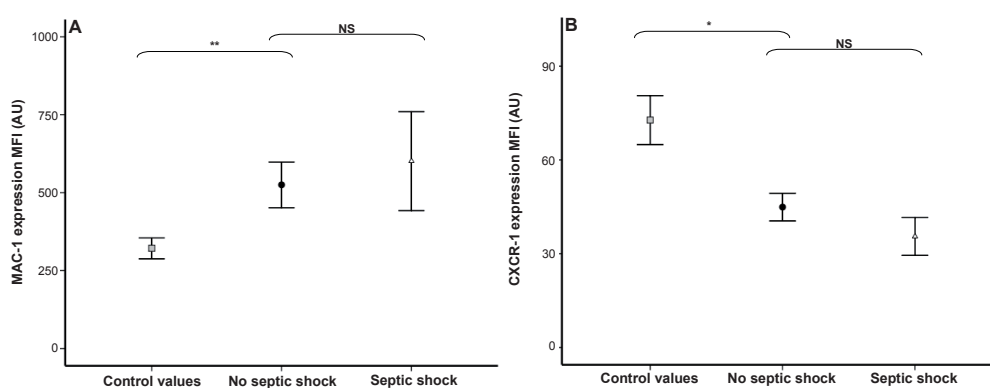 A
MAC-1 expression MFI (AU)
1000
750
500
250
0
**
NS
Control values
No septic shock
Septic shock
B
CXCR-1 expression MFI (AU)
90
60
30
0
*
NS
Control values
No septic shock
Septic shock